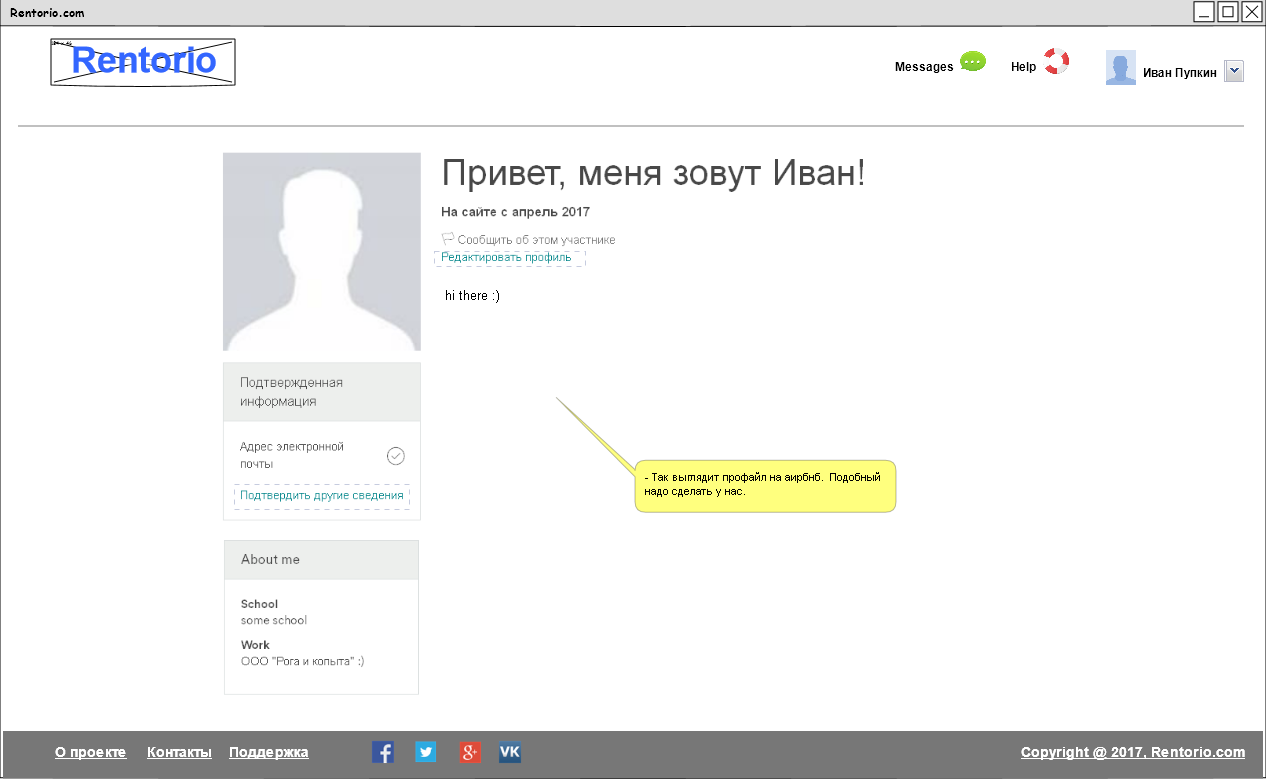 Rentorio.com
Rentorio
Messages
Help
Иван Пупкин
Привет, меня зовут Иван!
На сайте с апрель 2017
Сообщить об этом участнике
Редактировать профиль
hi there :)
Подтвержденная
информация
Адрес электронной
почты
Подтвердить другие сведения
- Так выглядит профайл на аирбнб. Подобный
надо сделать у нас.
About me
School
some school
Work
ООО "Рога и копыта" :)
О проекте Контакты Поддержка
f
g+
VK
Copyright @ 2017, Rentorio.com